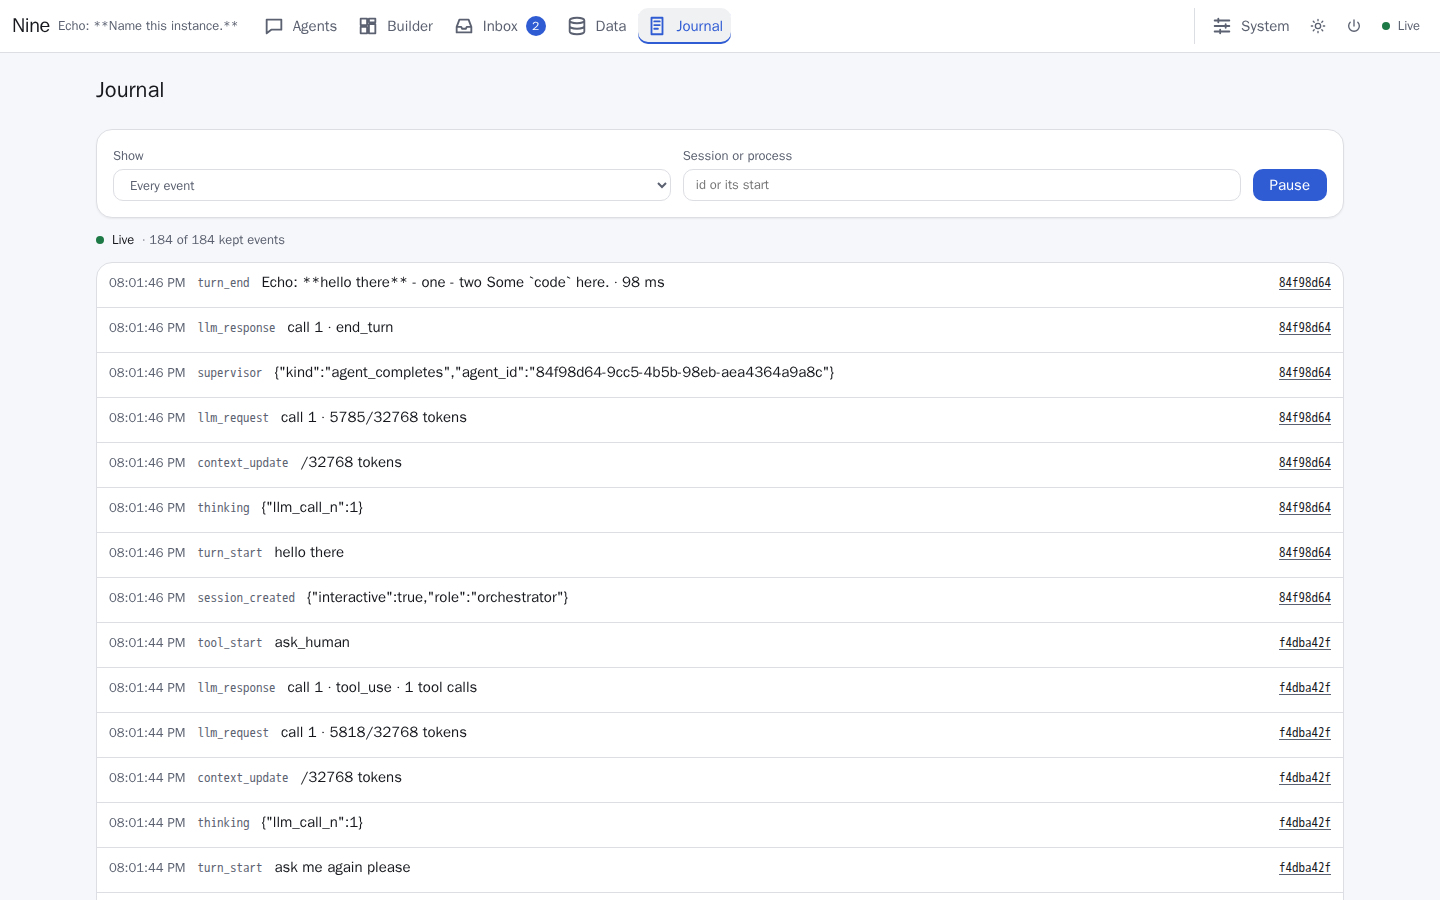 Nine Echo: **Name this instance.** Agents Builder Inbox 2 Data Journal System Live
Journal
Show Session or process
Every event id or its start Pause
Live · 184 of 184 kept events
08:01:46 PM turn_end Echo: **hello there** - one - two Some `code` here. · 98 ms 84f98d64
08:01:46 PM llm_response call 1 · end_turn 84f98d64
08:01:46 PM supervisor {"kind":"agent_completes","agent_id":"84f98d64-9cc5-4b5b-98eb-aea4364a9a8c"} 84f98d64
08:01:46 PM llm_request call 1 · 5785/32768 tokens 84f98d64
08:01:46 PM context_update /32768 tokens 84f98d64
08:01:46 PM thinking {"llm_call_n":1} 84f98d64
08:01:46 PM turn_start hello there 84f98d64
08:01:46 PM session_created {"interactive":true,"role":"orchestrator"} 84f98d64
08:01:44 PM tool_start ask_human f4dba42f
08:01:44 PM llm_response call 1 · tool_use · 1 tool calls f4dba42f
08:01:44 PM llm_request call 1 · 5818/32768 tokens f4dba42f
08:01:44 PM context_update /32768 tokens f4dba42f
08:01:44 PM thinking {"llm_call_n":1} f4dba42f
08:01:44 PM turn_start ask me again please f4dba42f